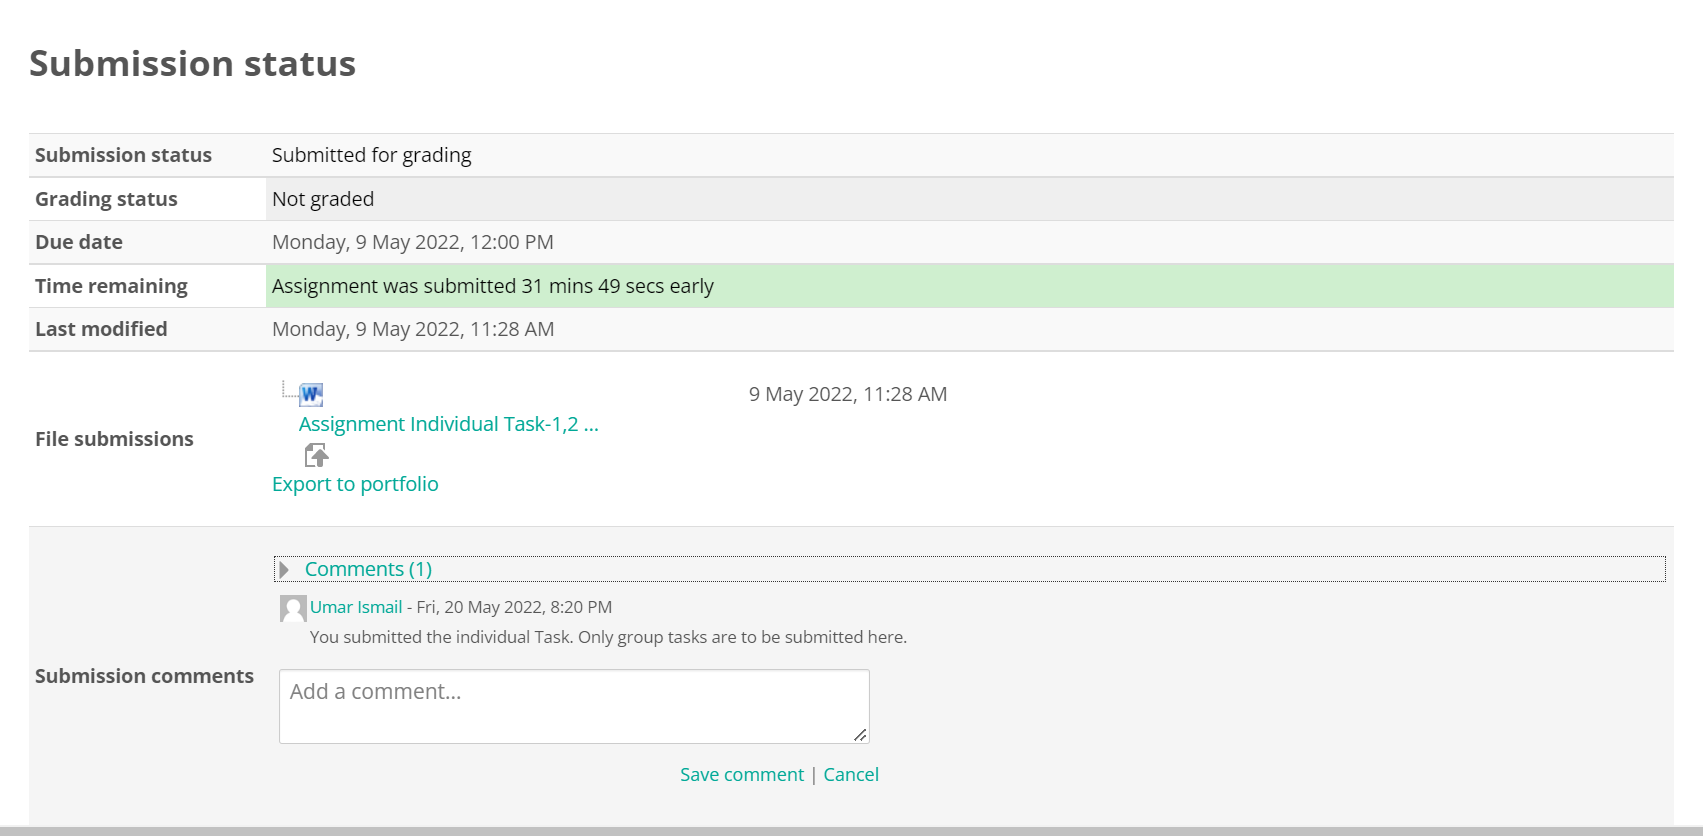 Submission status
Submission status Submitted for grading
Grading status Not graded
Due date Monday, 9 May 2022, 12:00 PM
Time remaining Assignment was submitted 31 mins 49 secs early
Last modified Monday, 9 May 2022, 11:28 AM
W 9 May 2022, 11:28 AM
Assignment Individual Task-1,2 ...
File submissions
Export to portfolio
Comments (1)
Umar Ismail - Fri, 20 May 2022, 8:20 PM
You submitted the individual Task. Only group tasks are to be submitted here.
Submission comments
Add a comment...
Save comment | Cancel